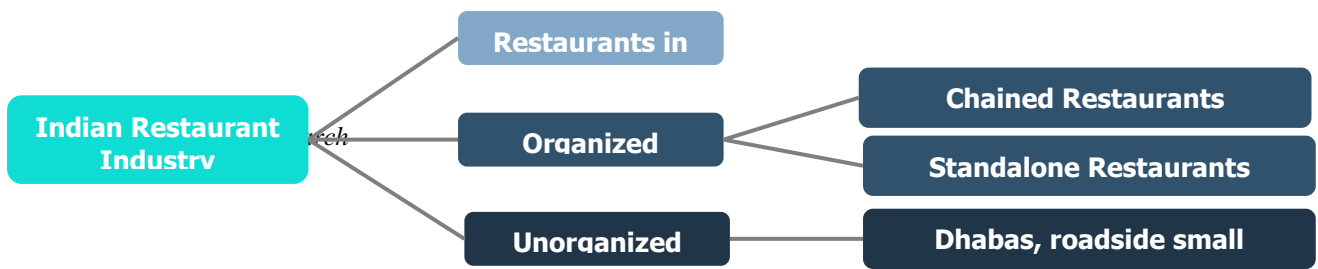 Indian Restaurant
Industry
Restaurants in
Organized
Unorganized
Chained Restaurants
Standalone Restaurants
Dhabas, roadside small